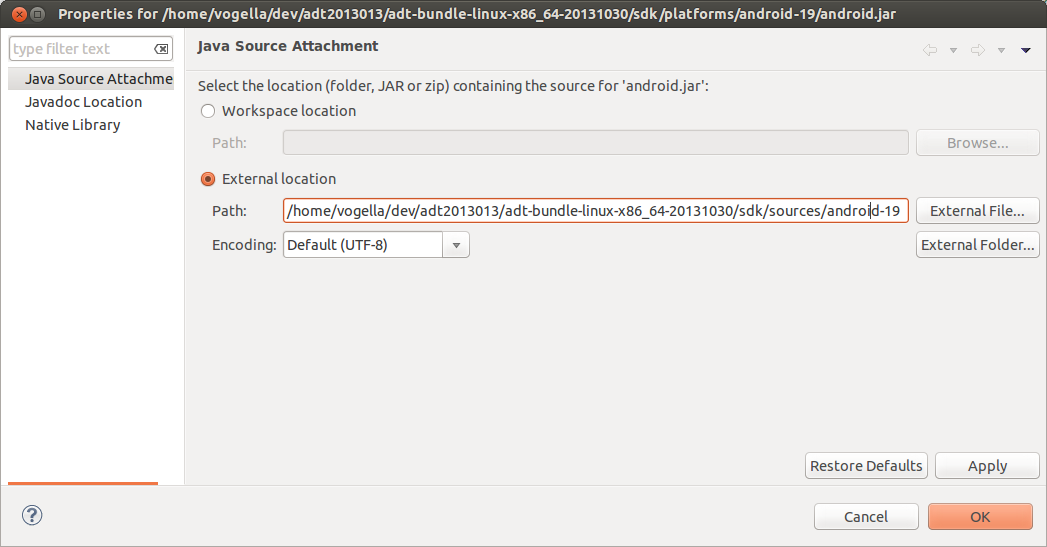 Properties for /home/vogella/dev/adt2013013/adt-bundle-linux-x86_64-20131030/sdk/platforms/android-19/android.jar
type filter text
Java Source Attachme
Javadoc Location
Native Library
Java Source Attachment
Select the location (folder, JAR or zip) containing the source for 'android.jar':
Workspace location
Path: Browse...
External location
Path: /home/vogella/dev/adt2013013/adt-bundle-linux-x86_64-20131030/sdk/sources/android-19 External File...
Encoding: Default (UTF-8) External Folder...
Restore Defaults Apply
? Cancel OK